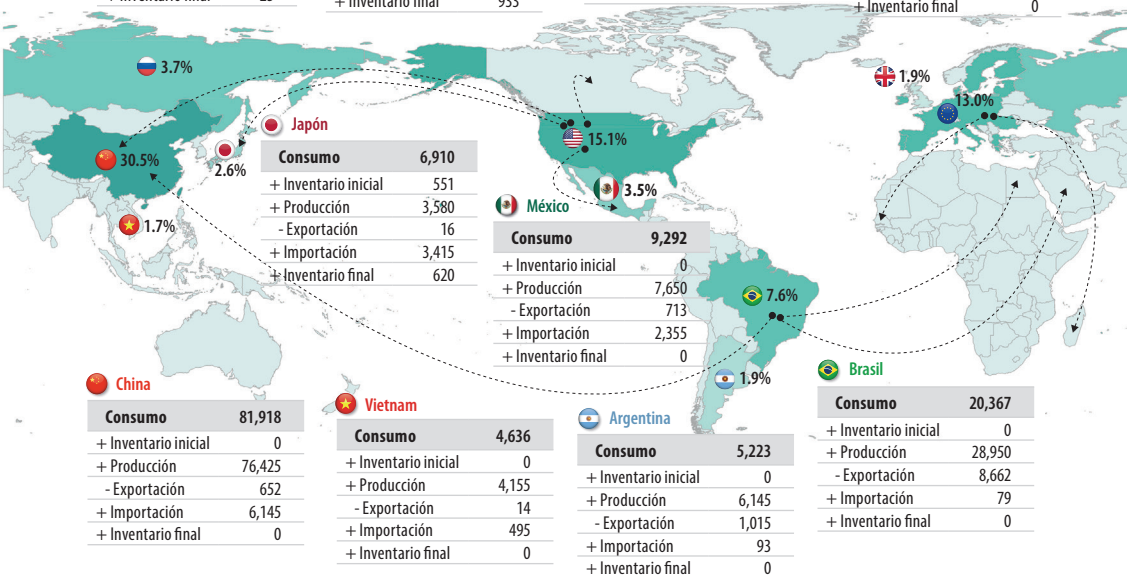 + Inventario final 933
+ Inventario final 0
3.7%
1.9%
13.0%
15.1%
30.5%
2.6%
1.7%
3.5%
7.6%
1.9%
Japón
Consumo 6,910
+ Inventario inicial 551
+ Producción 3,580
- Exportación 16
+ Importación 3,415
+ Inventario final 620
México
Consumo 9,292
+ Inventario inicial 0
+ Producción 7,650
- Exportación 713
+ Importación 2,355
+ Inventario final 0
China
Consumo 81,918
+ Inventario inicial 0
+ Producción 76,425
- Exportación 652
+ Importación 6,145
+ Inventario final 0
Vietnam
Consumo 4,636
+ Inventario inicial 0
+ Producción 4,155
- Exportación 14
+ Importación 495
+ Inventario final 0
Argentina
Consumo 5,223
+ Inventario inicial 0
+ Producción 6,145
- Exportación 1,015
+ Importación 93
+ Inventario final 0
Brasil
Consumo 20,367
+ Inventario inicial 0
+ Producción 28,950
- Exportación 8,662
+ Importación 79
+ Inventario final 0